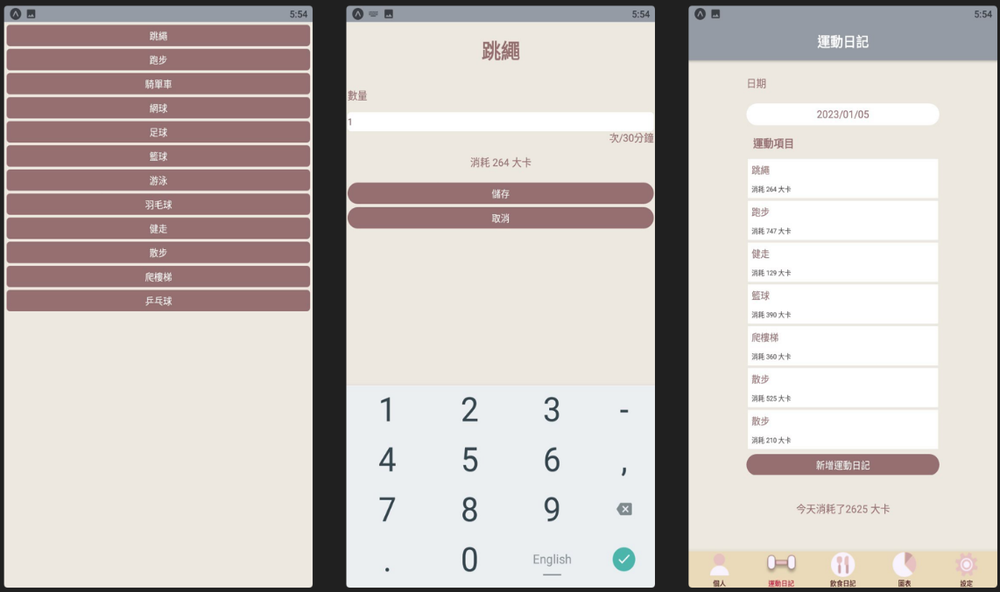 5:54
跳繩
跑步
騎單車
網球
足球
籃球
游泳
羽毛球
健走
散步
爬樓梯
乒乓球
5:54
跳繩
數量
1
次/30分鐘
消耗 264 大卡
儲存
取消
1 2 3 -
4 5 6 ,
7 8 9
. 0 English
5:54
運動日記
日期
2023/01/05
運動項目
跳繩
消耗 264 大卡
跑步
消耗 747 大卡
健走
消耗 129 大卡
籃球
消耗 390 大卡
爬樓梯
消耗 360 大卡
散步
消耗 525 大卡
散步
消耗 210 大卡
新增運動日記
今天消耗了2625 大卡
個人 運動日記 飲食日記 圖表 設定